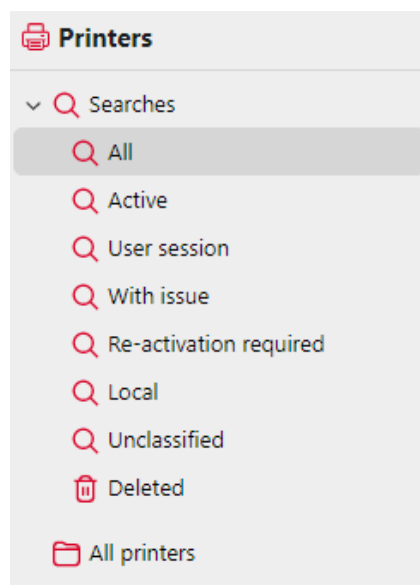 Printers
Searches
All
Active
User session
With issue
Re-activation required
Local
Unclassified
Deleted
All printers